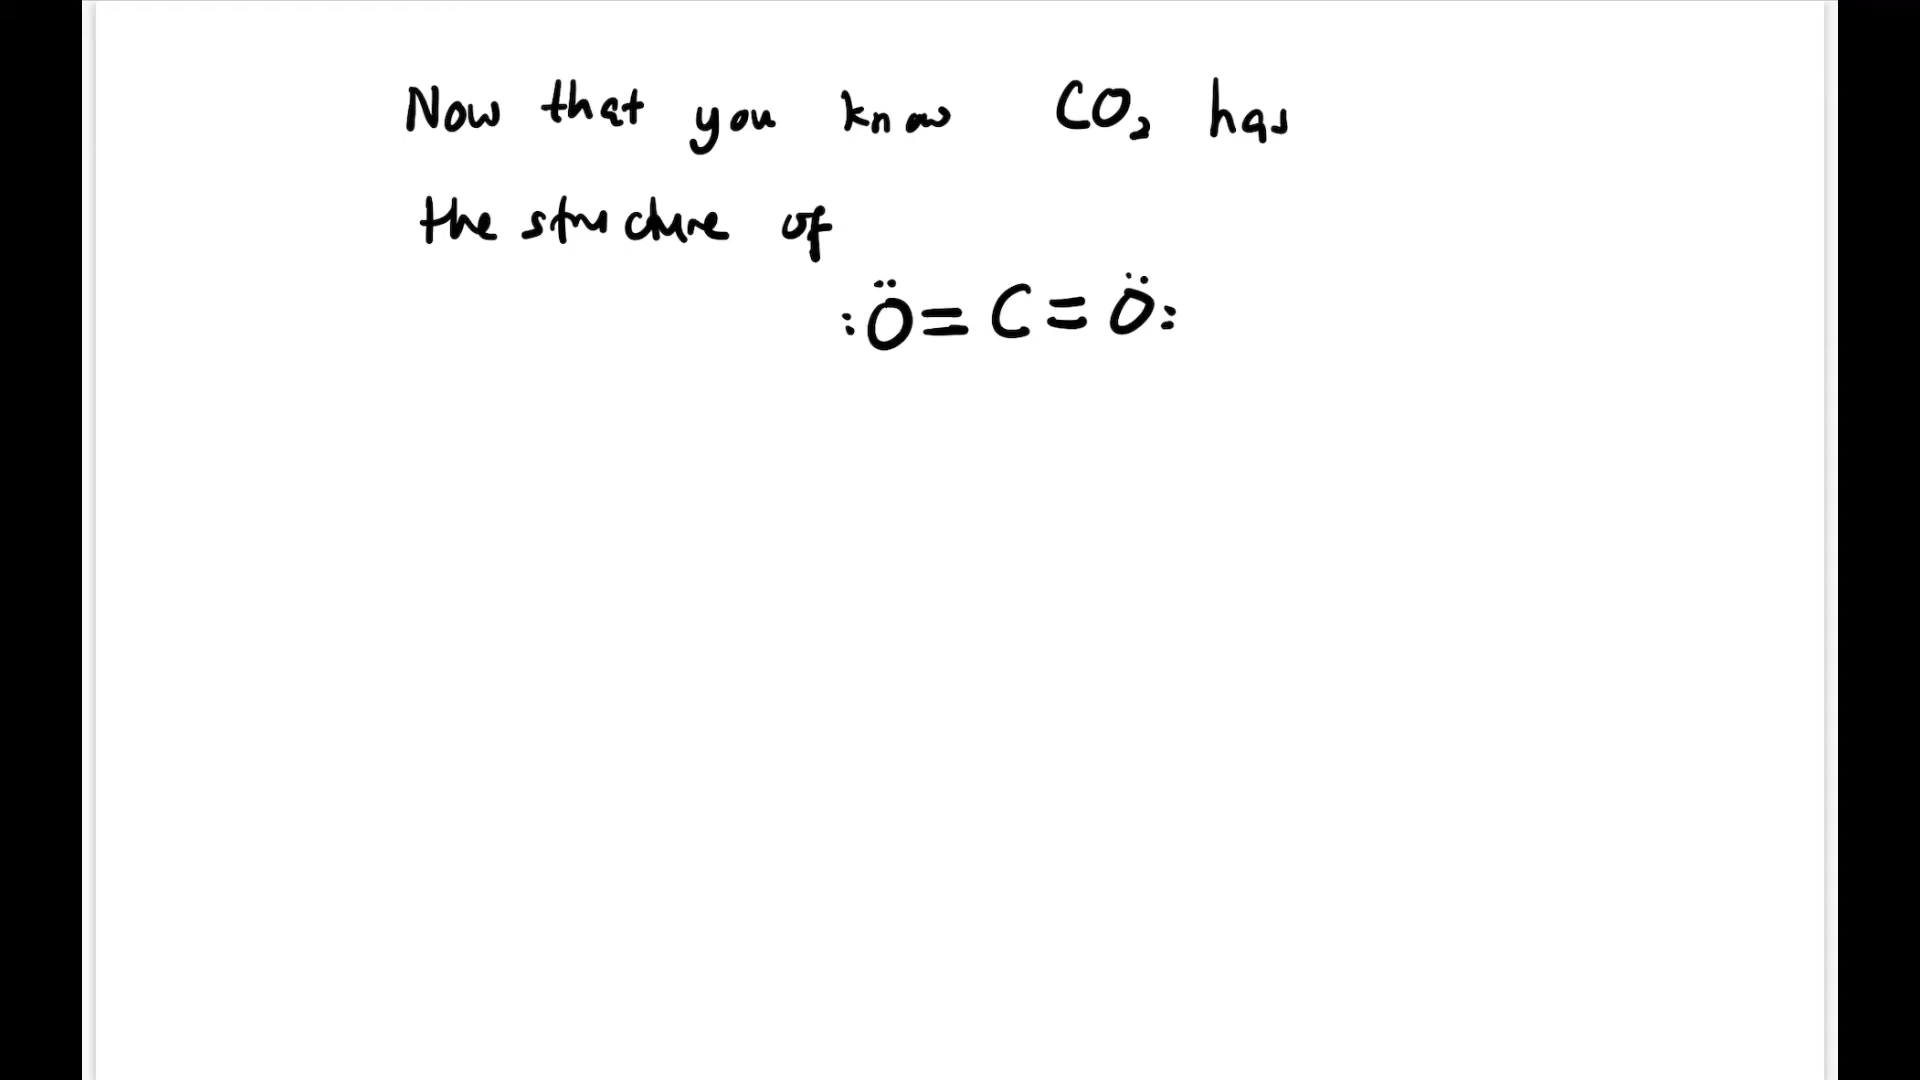 Now that you know CO₂ has
the structure of
:Ö=C=Ö: